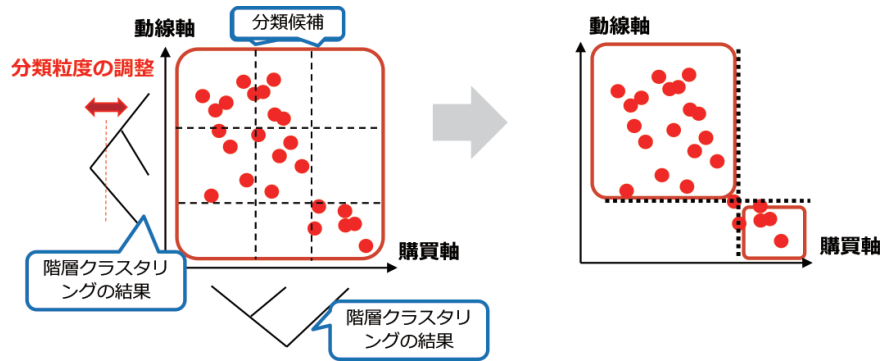 動線軸
分類候補
分類粒度の調整
購買軸
階層クラスタリ
ングの結果
階層クラスタリ
ングの結果
動線軸
購買軸